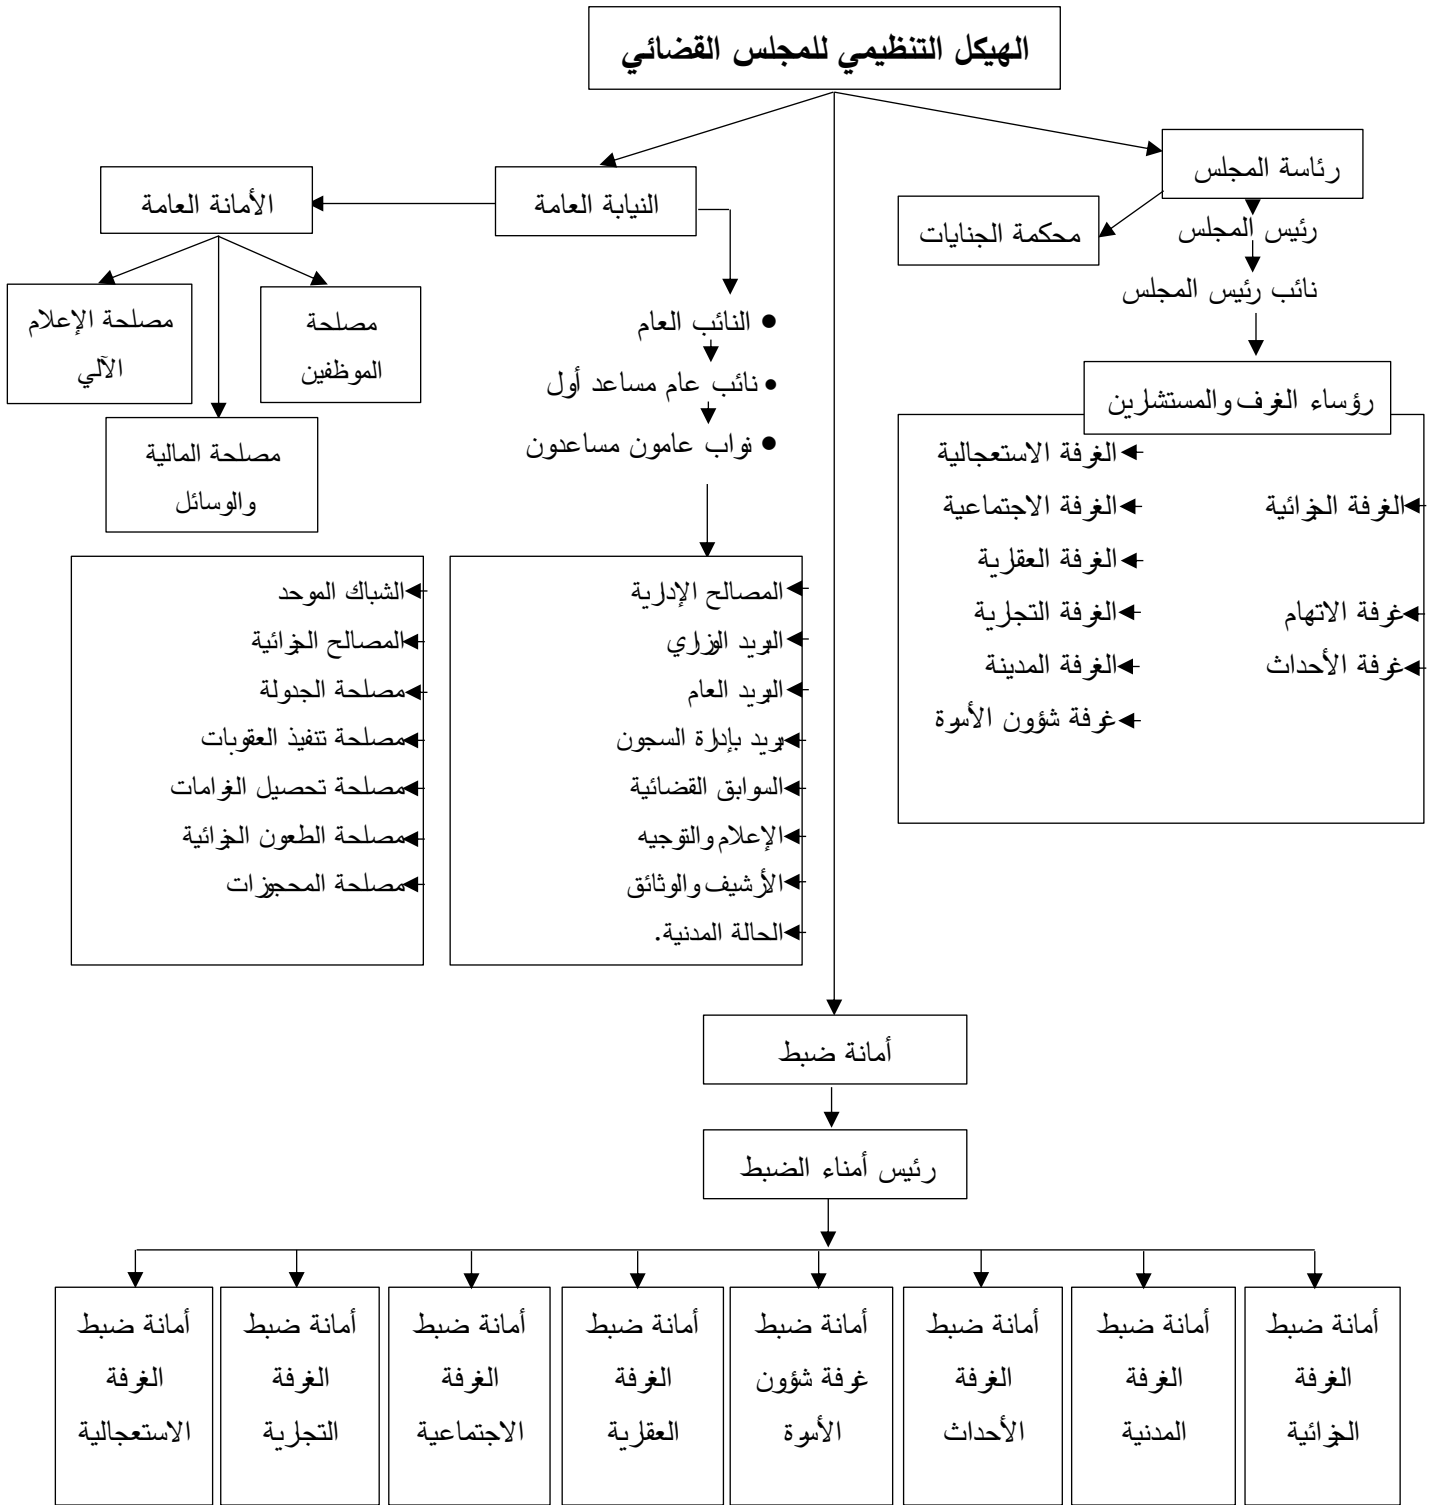 الهيكل التنظيمي للمجلس القضائي
رئاسة المجلس
النيابة العامة
الأمانة العامة
محكمة الجنايات
رئيس المجلس
نائب رئيس المجلس
مصلحة
الموظفين
مصلحة الإعلام
الآلي
مصلحة المالية
والوسائل
• النائب العام
• نائب عام مساعد أول
• نواب عامون مساعدون
رؤساء الغرف والمستشارين
الغرفة الجزائية
غرفة الاتهام
غرفة الأحداث
الغرفة الاستعجالية
الغرفة الاجتماعية
الغرفة العقارية
الغرفة التجارية
الغرفة المدينة
غرفة شؤون الأسرة
المصالح الإدارية
البريد الوزاري
البريد العام
بريد بإدارة السجون
السوابق القضائية
الإعلام والتوجيه
الأرشيف والوثائق
الحالة المدنية.
الشباك الموحد
المصالح الجزائية
مصلحة الجدولة
مصلحة تنفيذ العقوبات
مصلحة تحصيل الغرامات
مصلحة الطعون الجزائية
مصلحة المحجوزات
أمانة ضبط
رئيس أمناء الضبط
أمانة ضبط
الغرفة
الجزائية
أمانة ضبط
الغرفة
المدنية
أمانة ضبط
الغرفة
الأحداث
أمانة ضبط
غرفة شؤون
الأسرة
أمانة ضبط
الغرفة
العقارية
أمانة ضبط
الغرفة
الاجتماعية
أمانة ضبط
الغرفة
التجارية
أمانة ضبط
الغرفة
الاستعجالية